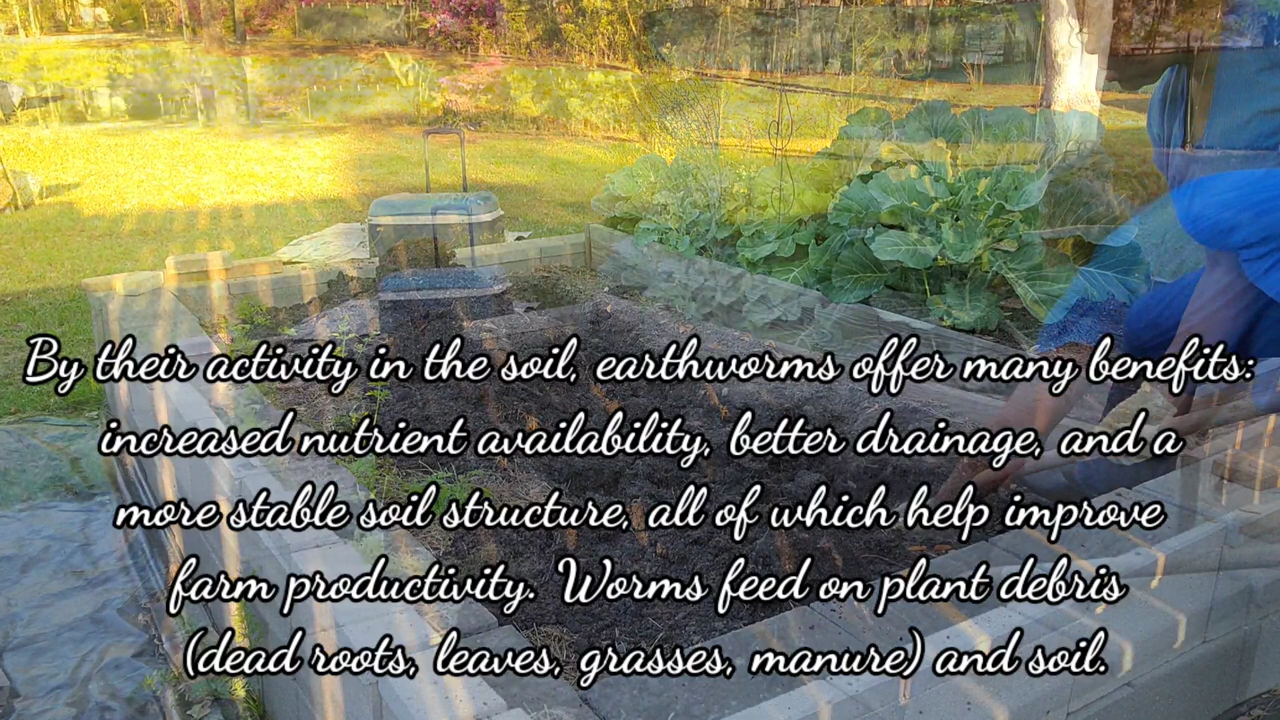 By their activity in the soil, earthworms offer many benefits:
increased nutrient availability, better drainage, and a
more stable soil structure, all of which help improve
farm productivity. Worms feed on plant debris
(dead roots, leaves, grasses, manure) and soil.